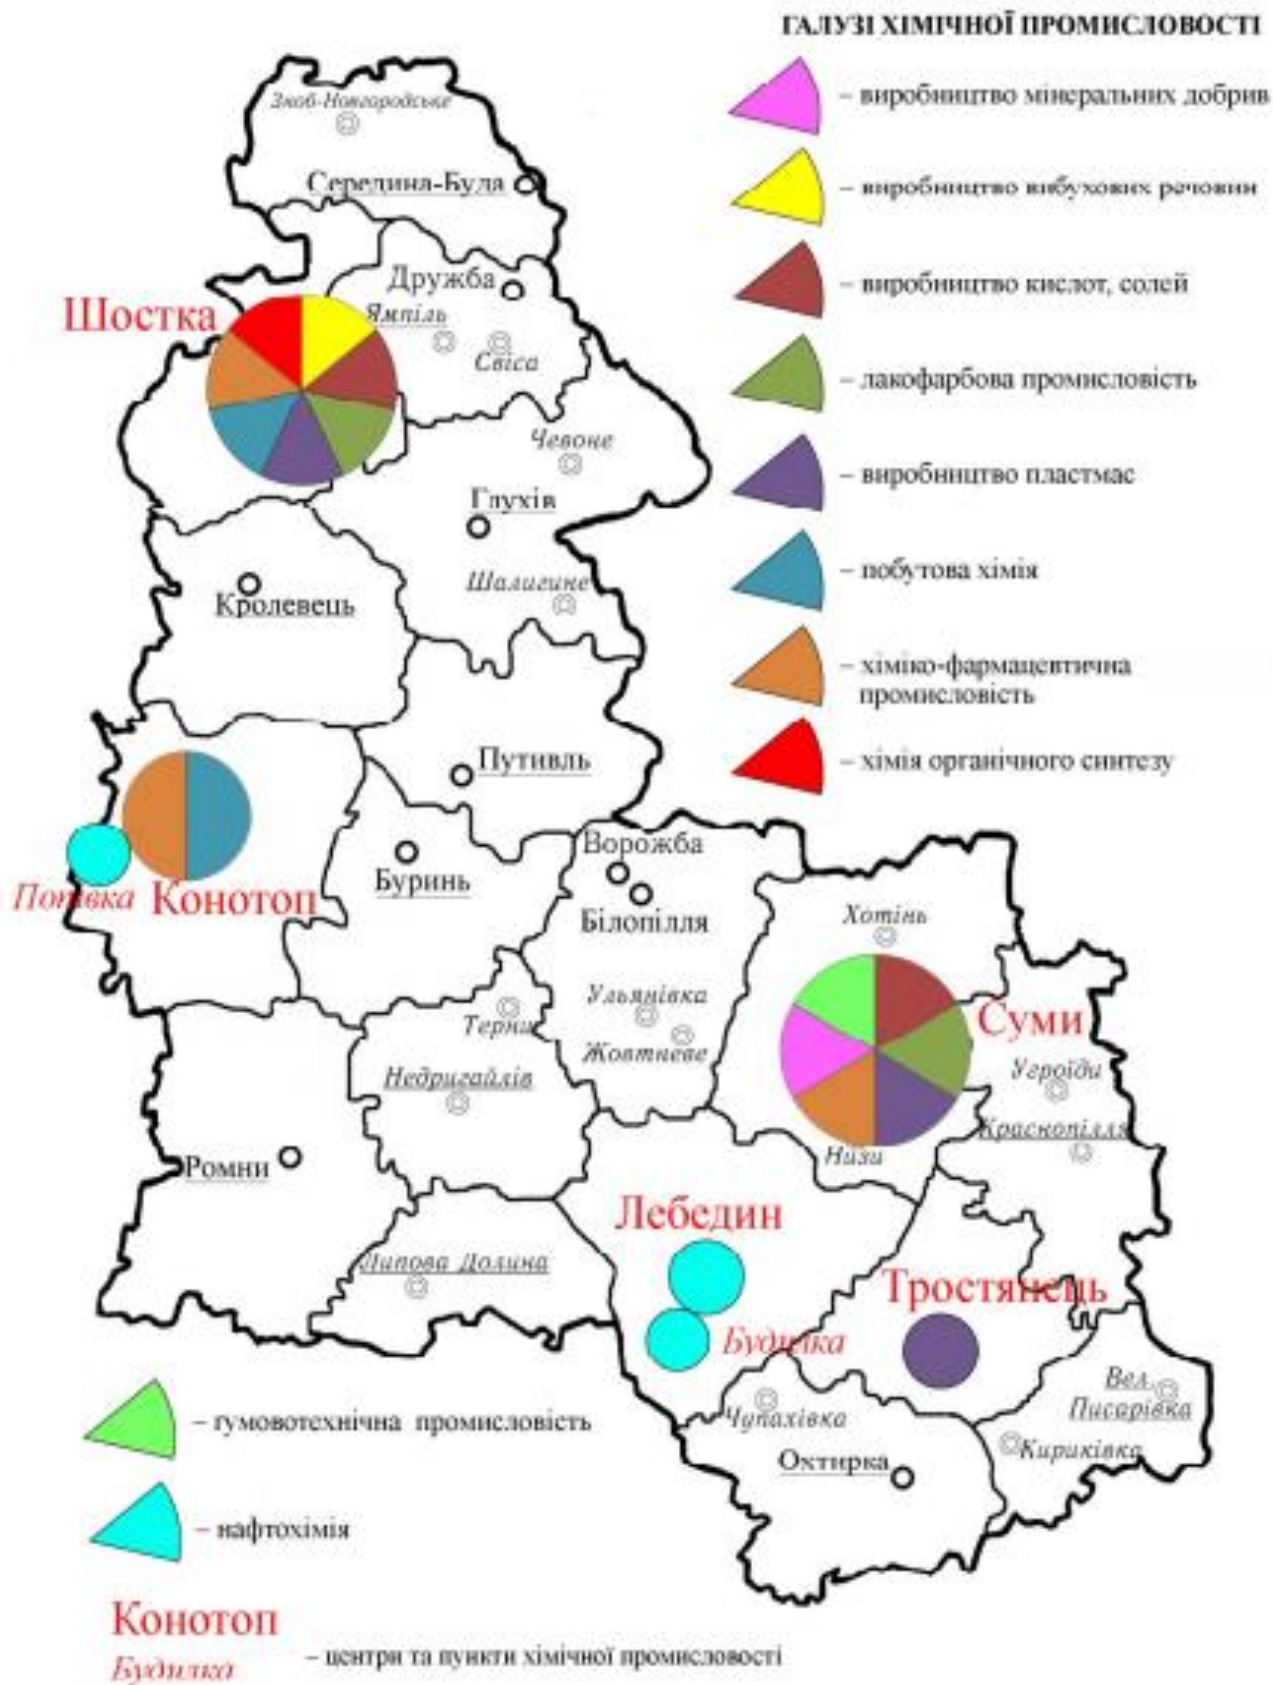 ГАЛУЗІ ХІМІЧНОЇ ПРОМИСЛОВОСТІ
– виробництво мінеральних добрив
– виробництво вибухових речовин
– виробництво кислот, солей
– лакофарбова промисловість
– виробництво пластмас
– побутова хімія
– хіміко-фармацевтична
промисловість
– хімія органічного синтезу
Зноб-Новгородське
Середина-Буда
Дружба
Шостка
Ямпіль
Свіса
Чевоне
Глухів
Шалигине
Кролевець
Путивль
Ворожба
Буринь
Попівка
Конотоп
Білопілля
Хотінь
Ульянівка
Суми
Терни
Жовтневе
Угроїди
Недригайлів
Краснопілля
Низи
Ромни
Лебедин
Липова Долина
Тростянець
Будилка
Вел.
Писарівка
Чупахівка
Кириківка
Охтирка
– гумовотехнічна промисловість
– нафтохімія
Конотоп
Будилка
– центри та пункти хімічної промисловості